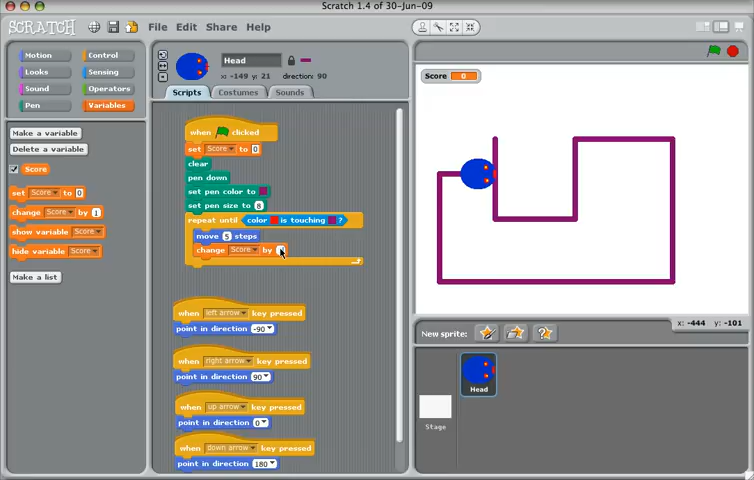 Scratch 1.4 of 30-Jun-09
SCRATCH File Edit Share Help
Motion Control
Looks Sensing
Sound Operators
Pen Variables
Make a variable
Delete a variable
Score
set Score to 0
change Score by 1
show variable Score
hide variable Score
Make a list
Head
x: -149 y: 21 direction: 90
Scripts Costumes Sounds
when clicked
set Score to 0
clear
pen down
set pen color to
set pen size to 8
repeat until color is touching ?
move 5 steps
change Score by
when left arrow key pressed
point in direction -90
when right arrow key pressed
point in direction 90
when up arrow key pressed
point in direction 0
when down arrow key pressed
point in direction 180
Score 0
x: -444 y: -101
New sprite:
Head
Stage